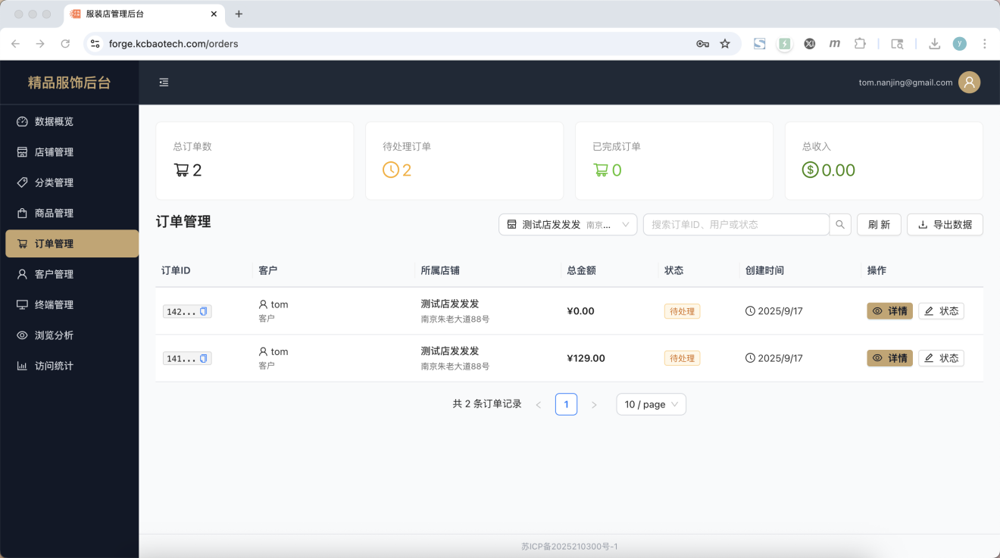 服装店管理后台
forge.kcbaotech.com/orders
精品服饰后台
tom.nanjing@gmail.com
数据概览
店铺管理
分类管理
商品管理
订单管理
客户管理
终端管理
浏览分析
访问统计
总订单数
2
待处理订单
2
已完成订单
0
总收入
0.00
订单管理
测试店发发发 南京...
搜索订单ID、用户或状态
刷 新
导出数据
订单ID 客户 所属店铺 总金额 状态 创建时间 操作
142... tom 测试店发发发 ¥0.00 待处理 2025/9/17 详情 状态
客户 南京朱老大道88号
141... tom 测试店发发发 ¥129.00 待处理 2025/9/17 详情 状态
客户 南京朱老大道88号
共 2 条订单记录 < 1 > 10 / page
苏ICP备2025210300号-1